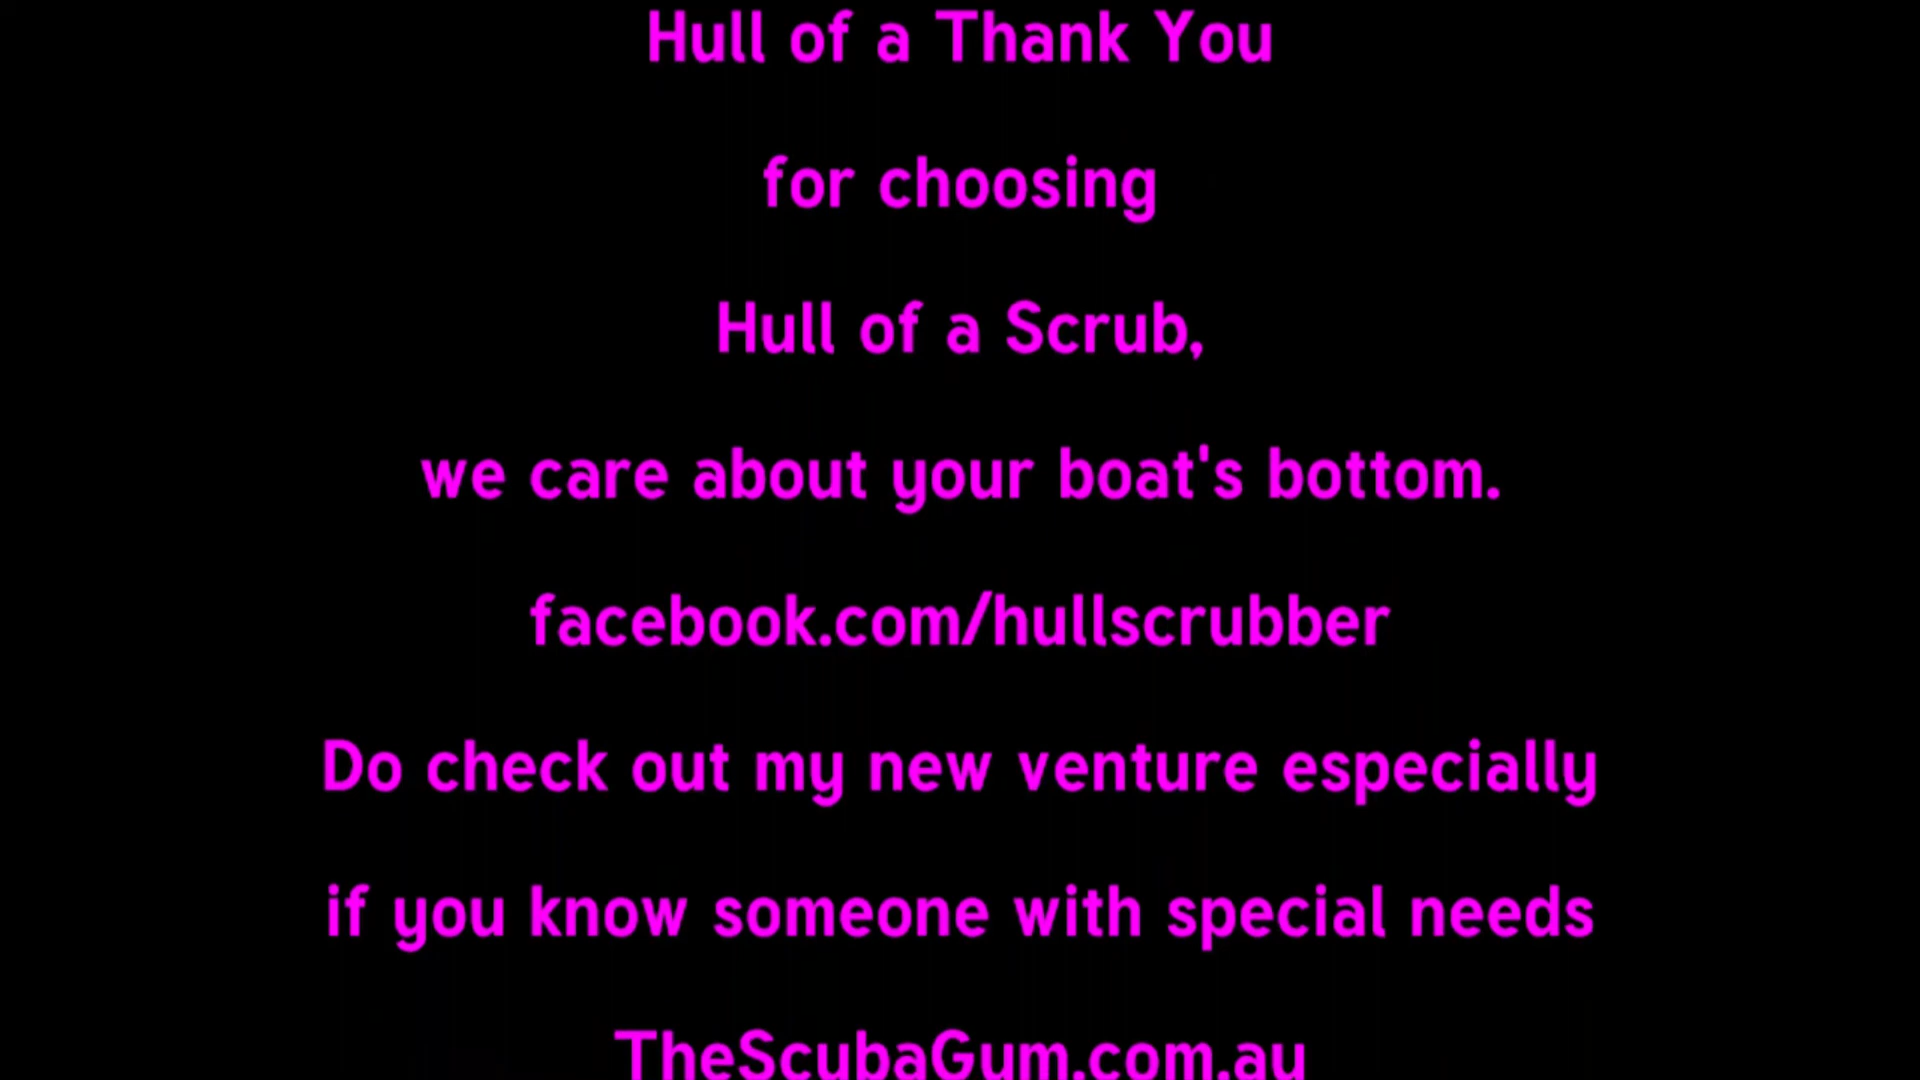 Hull of a Thank You
for choosing
Hull of a Scrub,
we care about your boat's bottom.
facebook.com/hullscrubber
Do check out my new venture especially
if you know someone with special needs
TheScubaGum.com.au